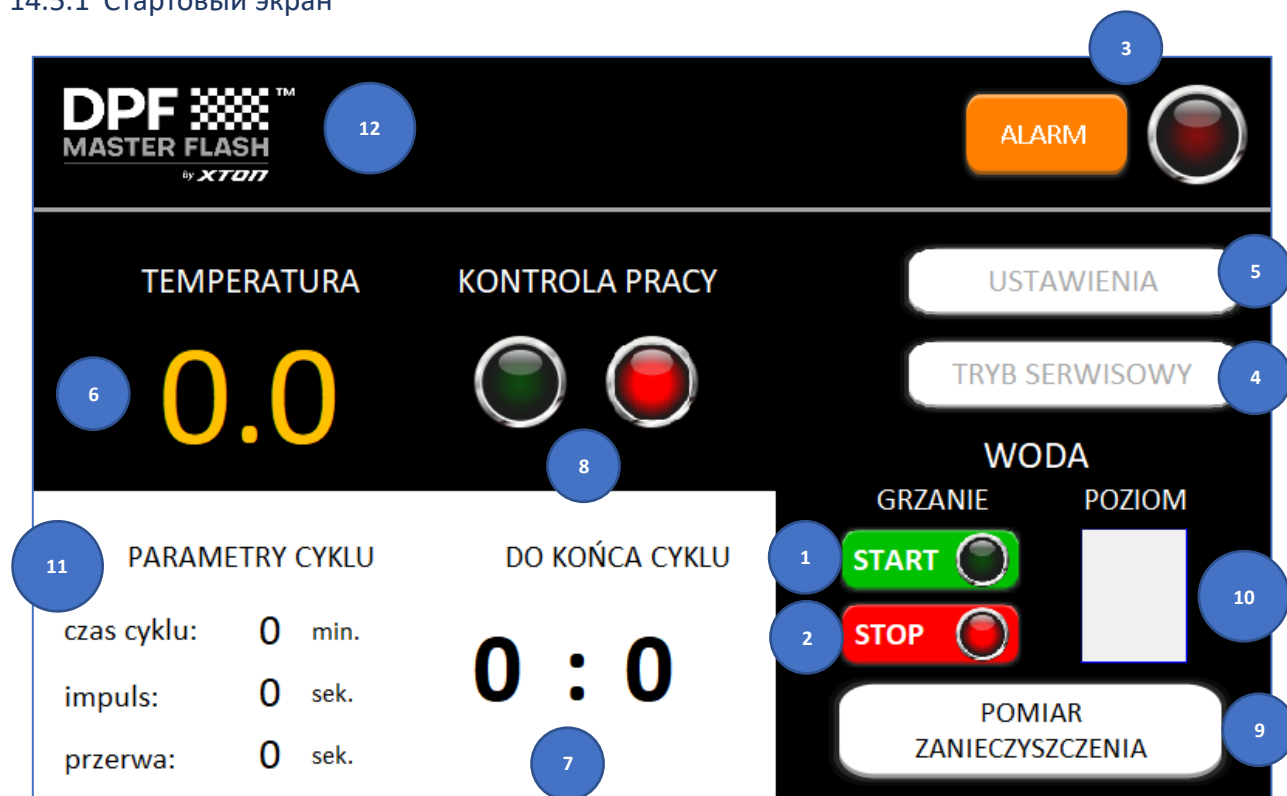 14.5.1 Стартовый экран
3
DPF ™
MASTER FLASH
by XTON
12
ALARM
TEMPERATURA
KONTROLA PRACY
USTAWIENIA
5
6
0.0
TRYB SERWISOWY
4
8
WODA
GRZANIE
POZIOM
11
PARAMETRY CYKLU
DO KOŃCA CYKLU
1
START
10
czas cyklu: 0 min.
2
STOP
impuls: 0 sek.
0 : 0
przerwa: 0 sek.
7
POMIAR
ZANIECZYSZCZENIA
9